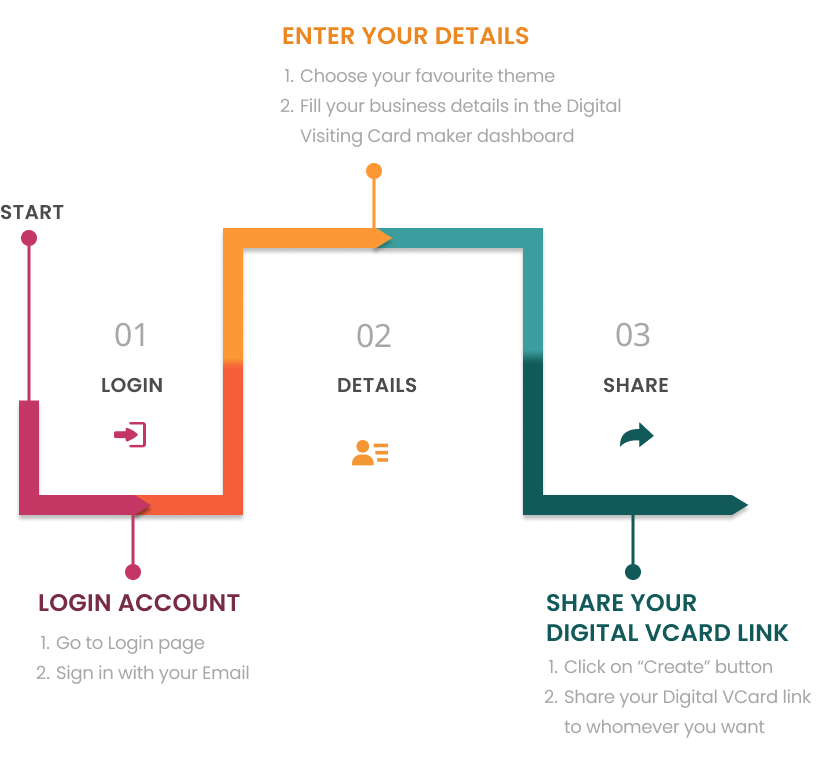 ENTER YOUR DETAILS
1. Choose your favourite theme
2. Fill your business details in the Digital
Visiting Card maker dashboard
START
01
LOGIN
02
DETAILS
03
SHARE
LOGIN ACCOUNT
1. Go to Login page
2. Sign in with your Email
SHARE YOUR
DIGITAL VCARD LINK
1. Click on “Create” button
2. Share your Digital VCard link
to whomever you want